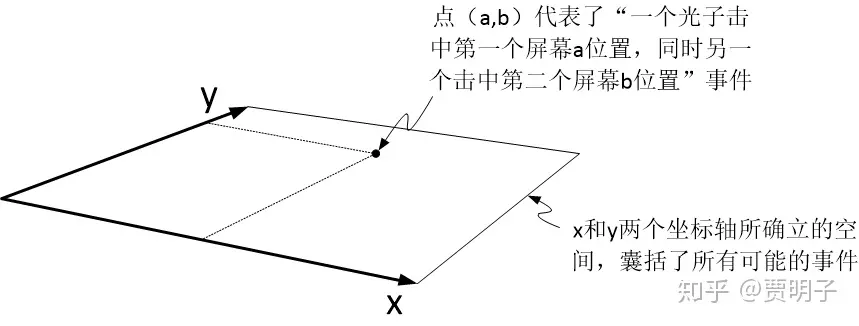 点（a,b）代表了“一个光子击
中第一个屏幕a位置，同时另一
个击中第二个屏幕b位置”事件
y
x和y两个坐标轴所确立的空
间，囊括了所有可能的事件
x
知乎 @贾明子